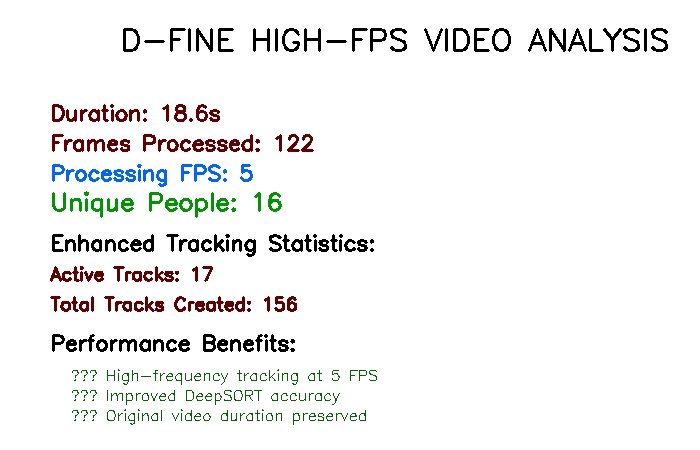 D-FINE HIGH-FPS VIDEO ANALYSIS
Duration: 18.6s
Frames Processed: 122
Processing FPS: 5
Unique People: 16
Enhanced Tracking Statistics:
Active Tracks: 17
Total Tracks Created: 156
Performance Benefits:
??? High-frequency tracking at 5 FPS
??? Improved DeepSORT accuracy
??? Original video duration preserved